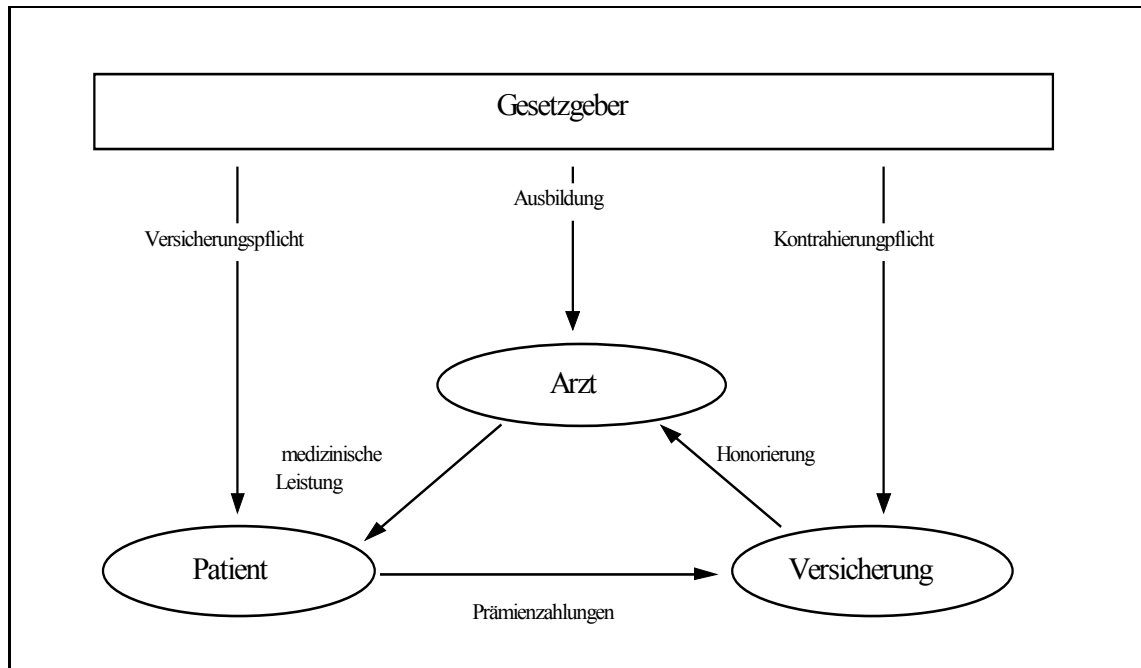 Gesetzgeber
Ausbildung
Versicherungspflicht
Kontrahierungpflicht
Arzt
medizinische
Leistung
Honorierung
Patient
Versicherung
Prämienzahlungen